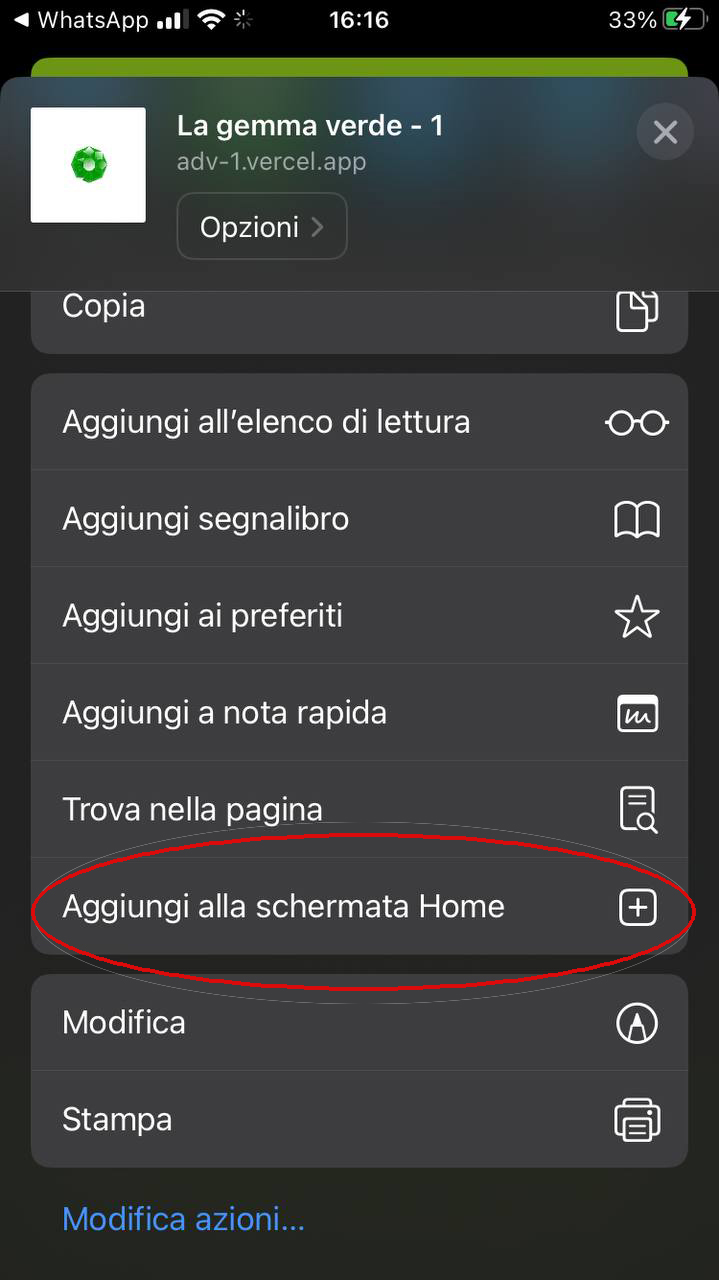 WhatsApp 16:16 33%
La gemma verde - 1
adv-1.vercel.app
Opzioni
Copia
Aggiungi all’elenco di lettura
Aggiungi segnalibro
Aggiungi ai preferiti
Aggiungi a nota rapida
Trova nella pagina
Aggiungi alla schermata Home
Modifica
Stampa
Modifica azioni...